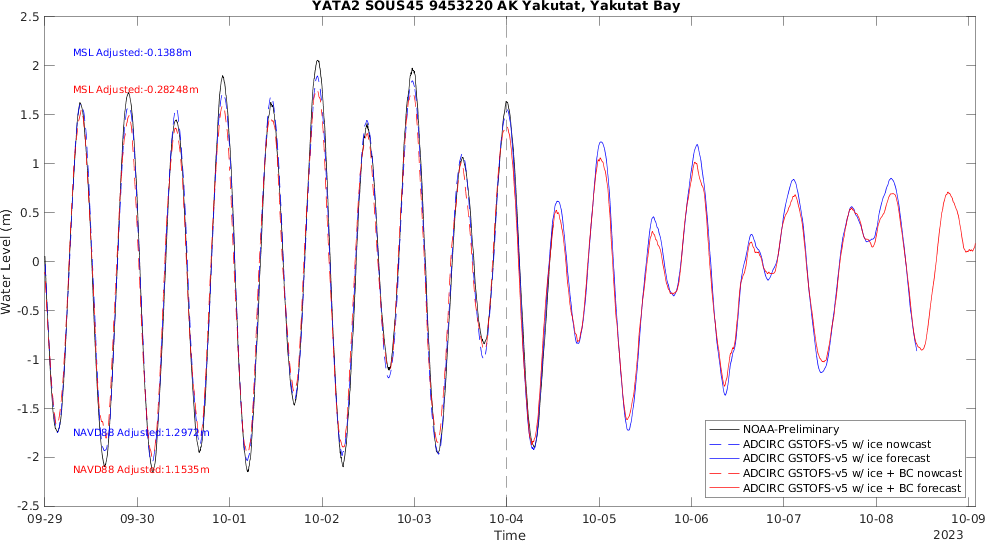 YATA2 SOUS45 9453220 AK Yakutat, Yakutat Bay
2.5
2
1.5
1
0.5
0
-0.5
-1
-1.5
-2
-2.5
Water Level (m)
MSL Adjusted:-0.1388m
MSL Adjusted:-0.28248m
NAVD88 Adjusted:1.2972m
NAVD88 Adjusted:1.1535m
NOAA-Preliminary
ADCIRC GSTOFS-v5 w/ ice nowcast
ADCIRC GSTOFS-v5 w/ ice forecast
ADCIRC GSTOFS-v5 w/ ice + BC nowcast
ADCIRC GSTOFS-v5 w/ ice + BC forecast
09-29 09-30 10-01 10-02 10-03 10-04 10-05 10-06 10-07 10-08 10-09
Time
2023